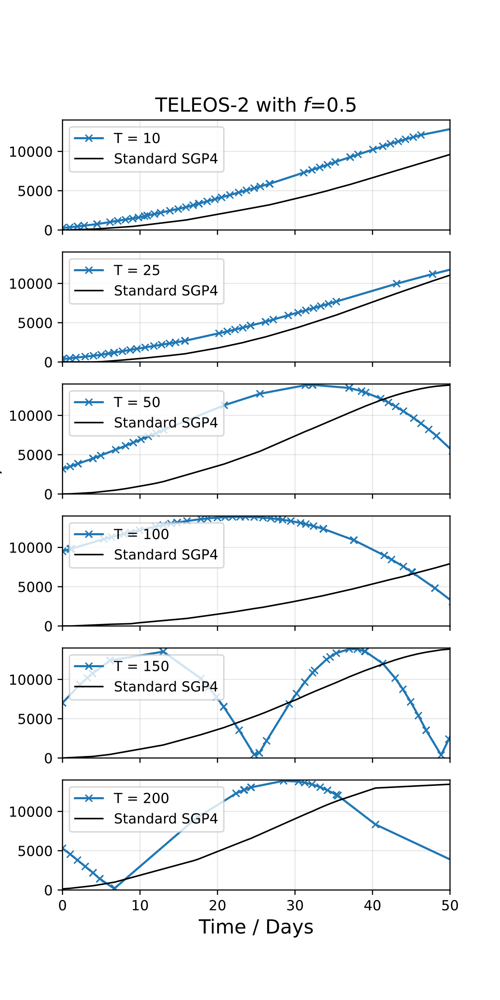 TELEOS-2 with f=0.5
T = 10
Standard SGP4
10000
5000
0
T = 25
Standard SGP4
10000
5000
0
T = 50
Standard SGP4
10000
5000
0
T = 100
Standard SGP4
10000
5000
0
T = 150
Standard SGP4
10000
5000
0
T = 200
Standard SGP4
10000
5000
0
0 10 20 30 40 50
Time / Days